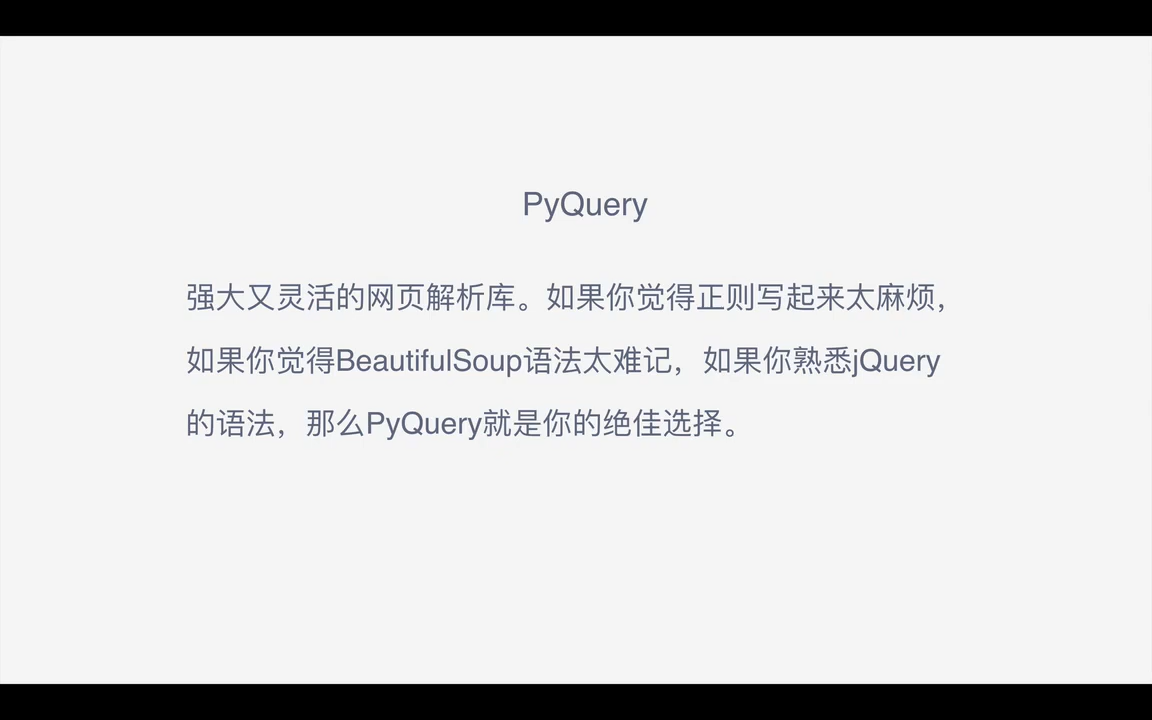 PyQuery
强大又灵活的网页解析库。如果你觉得正则写起来太麻烦，
如果你觉得BeautifulSoup语法太难记，如果你熟悉jQuery
的语法，那么PyQuery就是你的绝佳选择。